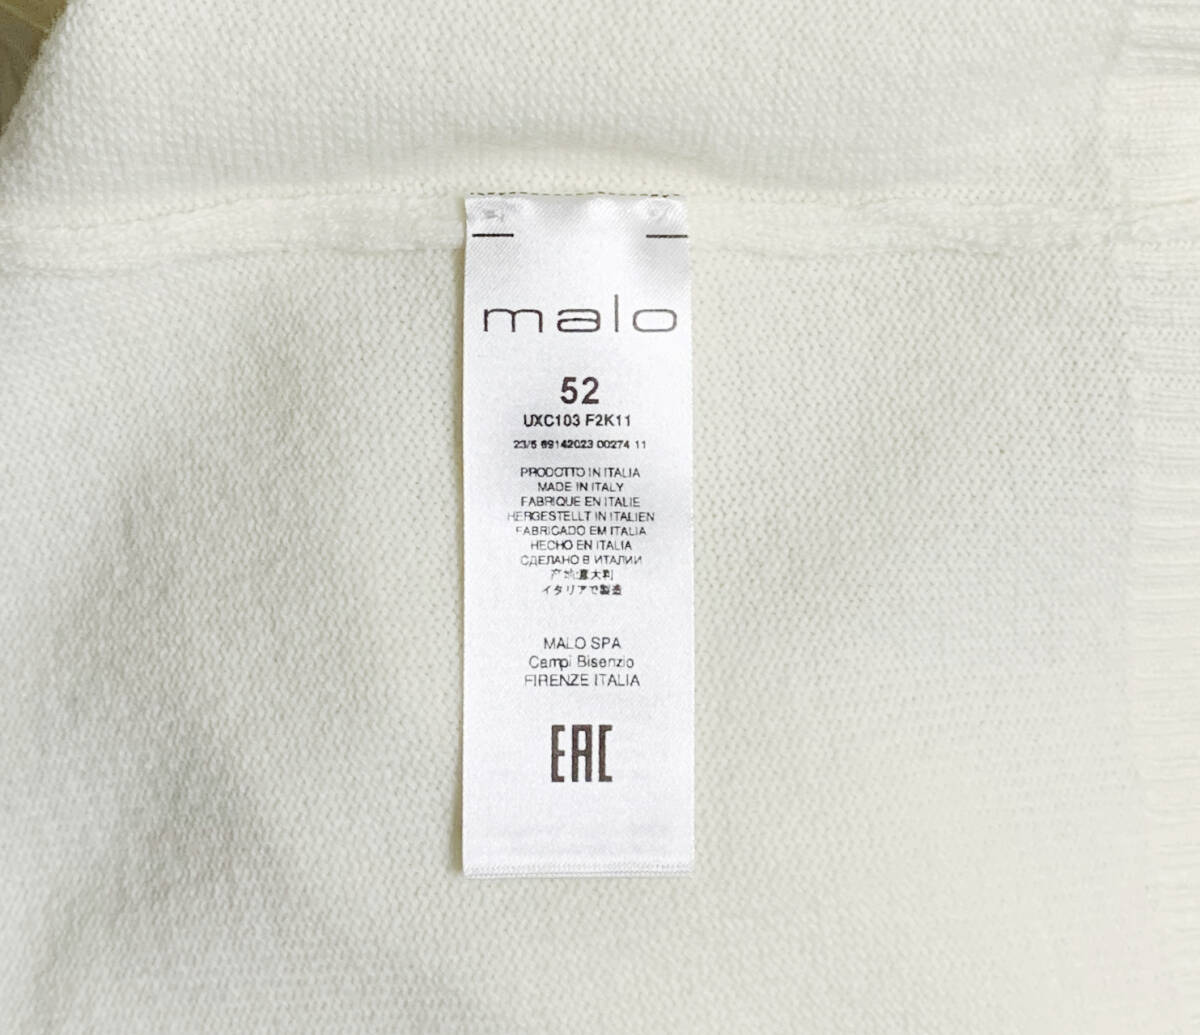 malo
52
UXC103 F2K11
23/5 69142023 00274 11
PRODOTTO IN ITALIA
MADE IN ITALY
FABRIQUE EN ITALIE
HERGESTELLT IN ITALIEN
FABRICADO EM ITALIA
HECHO EN ITALIA
СДЕЛАНО В ИТАЛИИ
产地意大利
イタリアで製造
MALO SPA
Campi Bisenzio
FIRENZE ITALIA
EAC